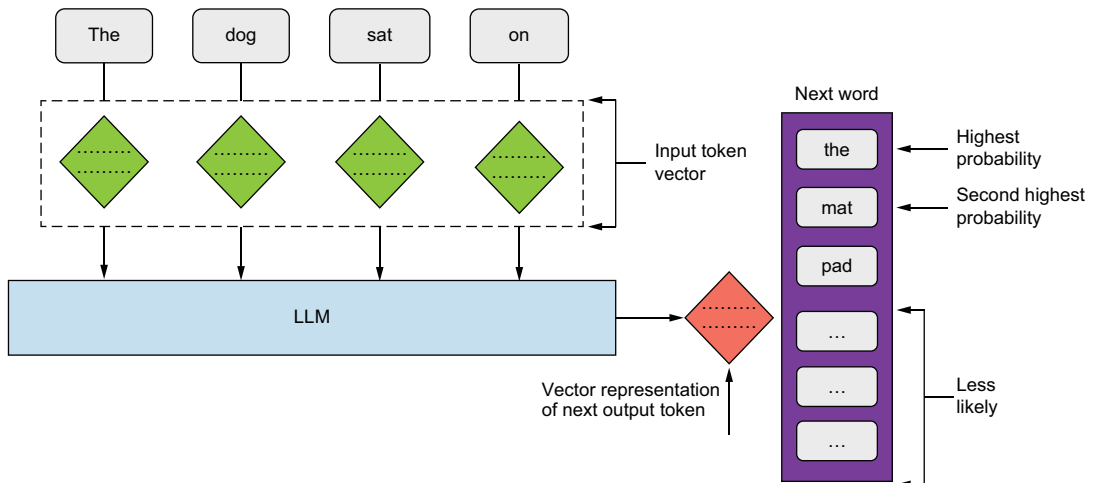 The
dog
sat
on
Input token
vector
LLM
Vector representation
of next output token
Next word
the
mat
pad
...
...
...
Highest
probability
Second highest
probability
Less
likely